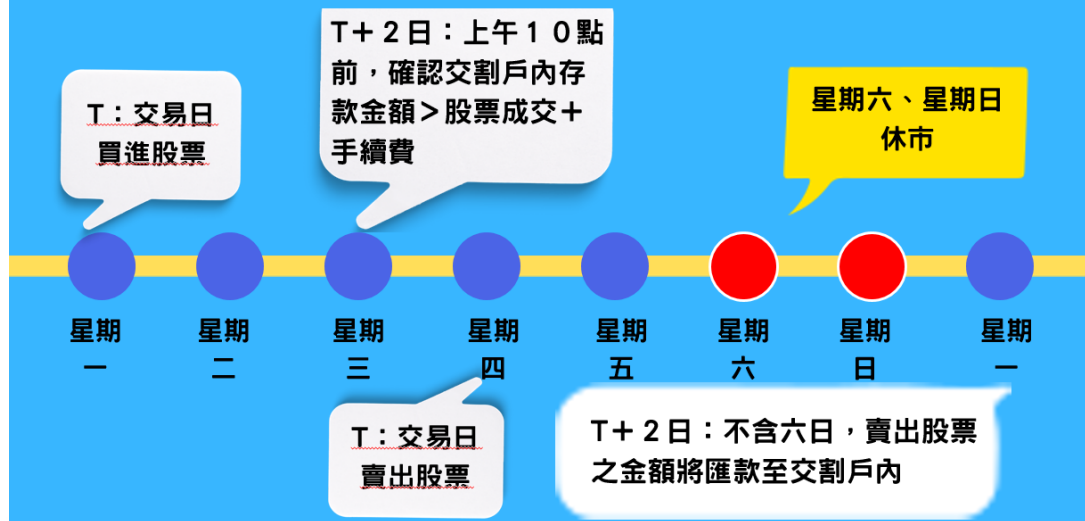 T：交易日
買進股票
T＋２日：上午１０點
前，確認交割戶內存
款金額＞股票成交＋
手續費
星期六、星期日
休市
星期
一
星期
二
星期
三
星期
四
星期
五
星期
六
星期
日
星期
一
T：交易日
賣出股票
T＋２日：不含六日，賣出股票
之金額將匯款至交割戶內